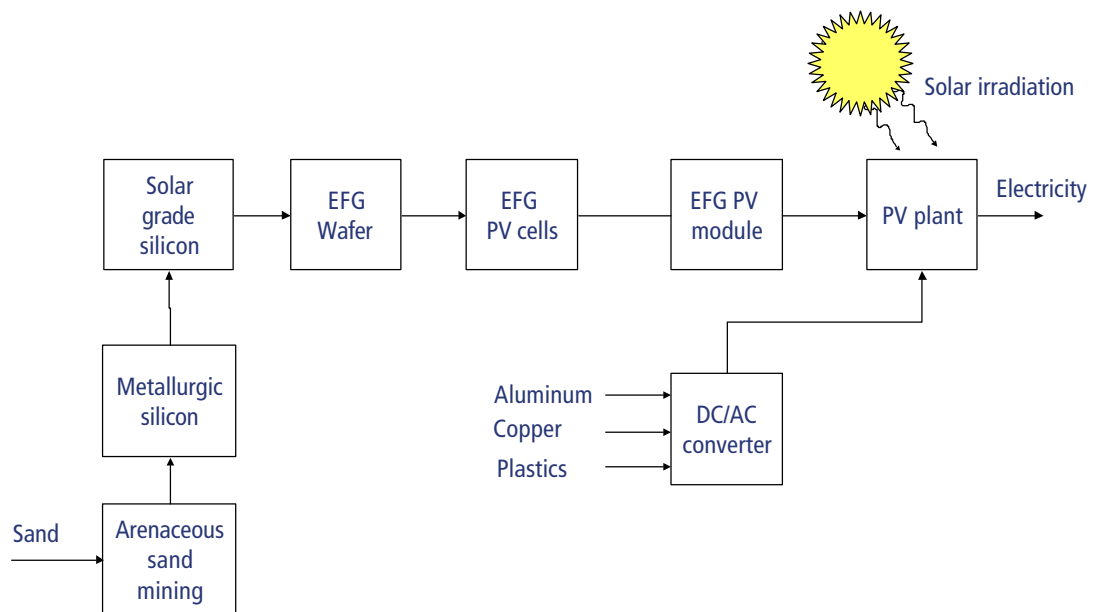 Solar irradiation
Solar
grade
silicon
EFG
Wafer
EFG
PV cells
EFG PV
module
PV plant
Electricity
Metallurgic
silicon
Aluminum
Copper
Plastics
DC/AC
converter
Sand
Arenaceous
sand
mining